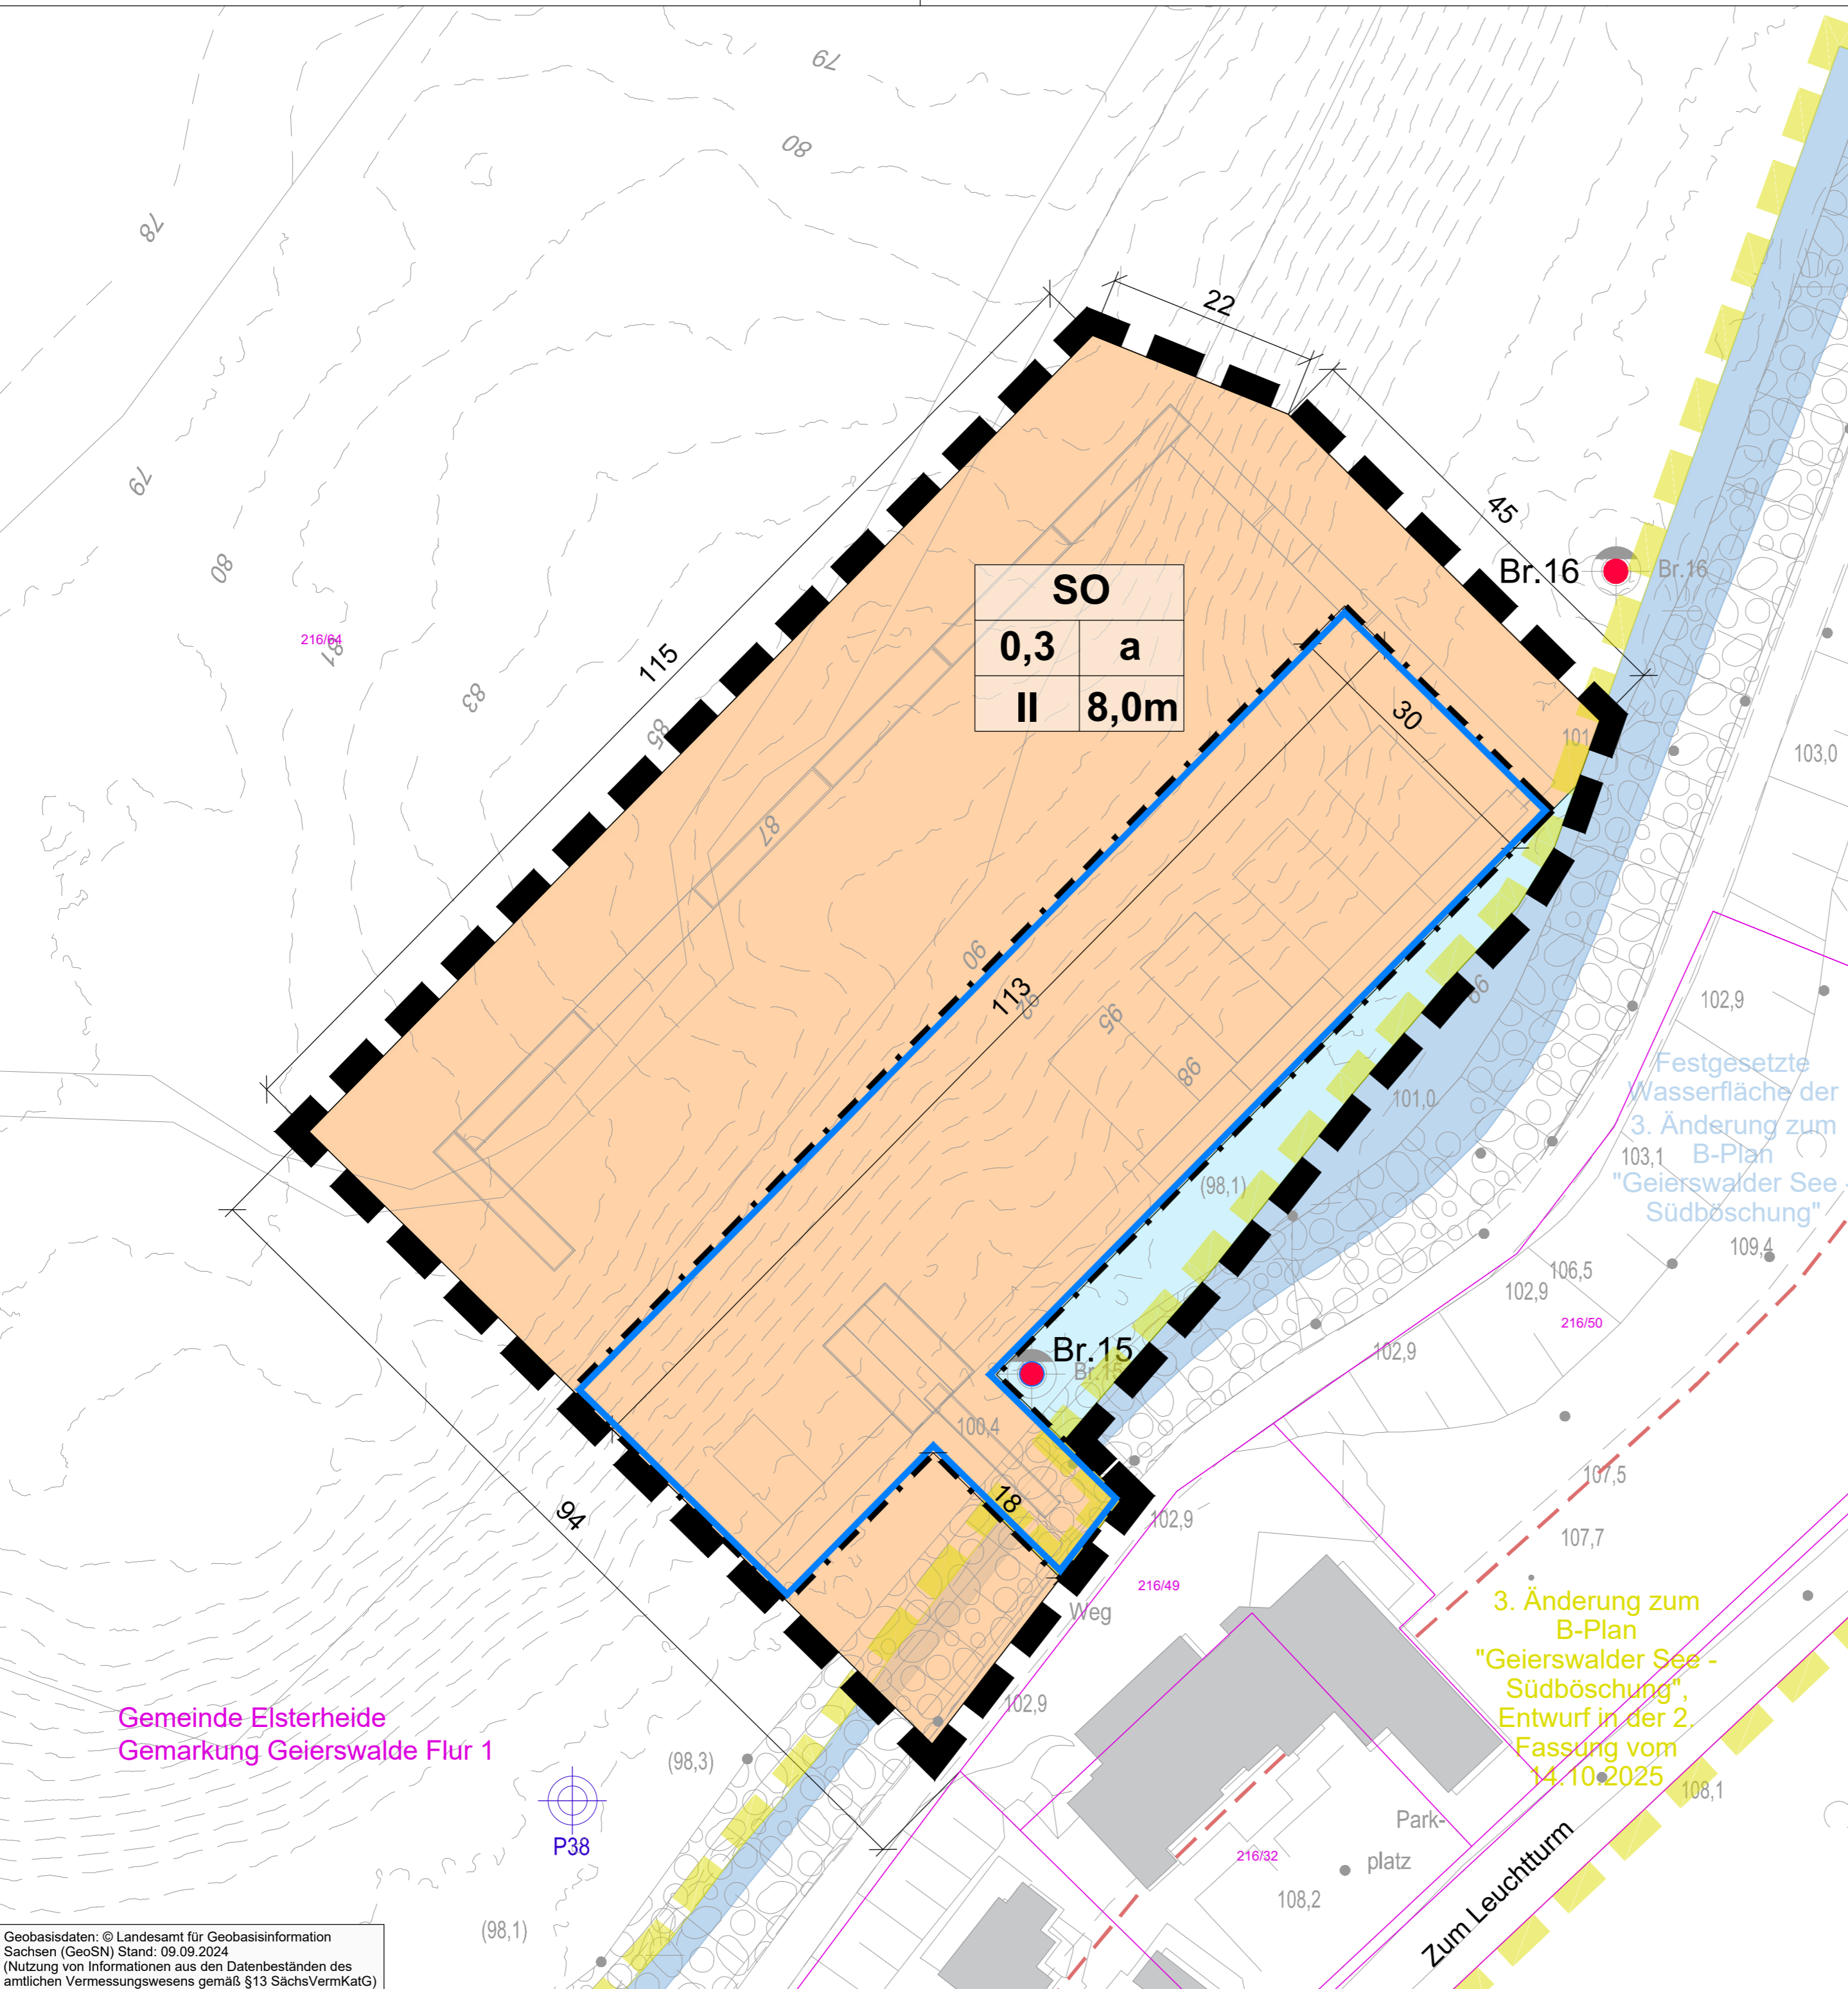 79
80
78
22
79
45
Br.16
Br.16
80
SO
0,3 a
II 8,0m
216/64
81
115
83
85
30
101
103,0
87
90
113
92
95
98
99
102,9
101,0
Festgesetzte
Wasserfläche der
3. Änderung zum
B-Plan
"Geierswalder See -
Südböschung"
103,1
(98,1)
109,4
106,5
102,9
216/50
Br.15
102,9
100,4
107,5
18
94
102,9
107,7
216/49
Weg
3. Änderung zum
B-Plan
"Geierswalder See -
Südböschung",
Entwurf in der 2.
Fassung vom
14.10.2025
102,9
Gemeinde Elsterheide
Gemarkung Geierswalde Flur 1
(98,3)
108,1
P38
Park-
platz
216/32
108,2
Zum Leuchtturm
(98,1)
Geobasisdaten: © Landesamt für Geobasisinformation
Sachsen (GeoSN) Stand: 09.09.2024
(Nutzung von Informationen aus den Datenbeständen des
amtlichen Vermessungswesens gemäß §13 SächsVermKatG)